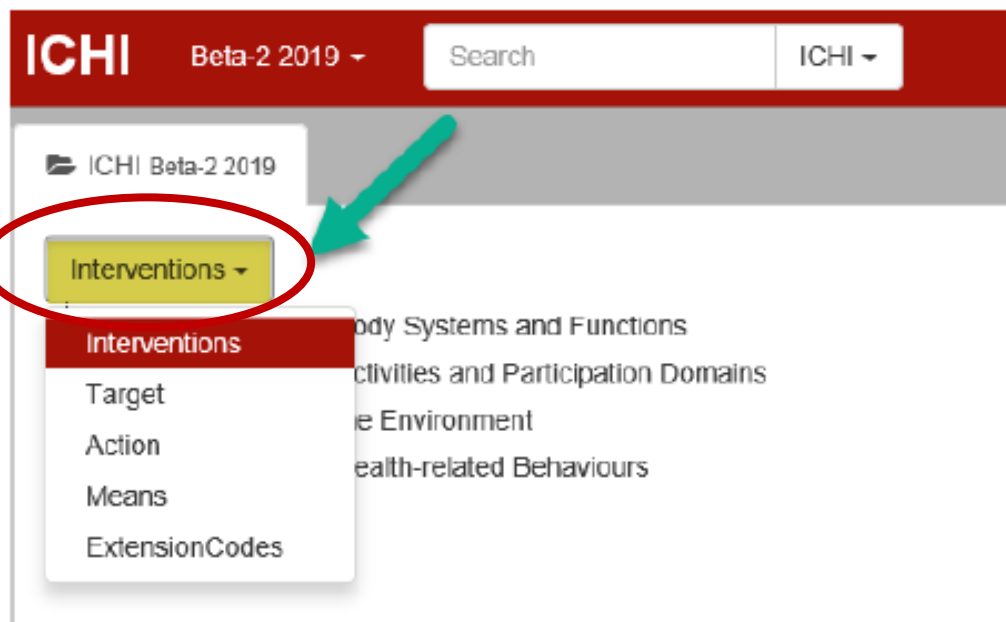 ICHI Beta-2 2019 Search ICHI
ICHI Beta-2 2019
Interventions
Interventions
ody Systems and Functions
Target
ctivities and Participation Domains
Action
e Environment
Means
ealth-related Behaviours
ExtensionCodes